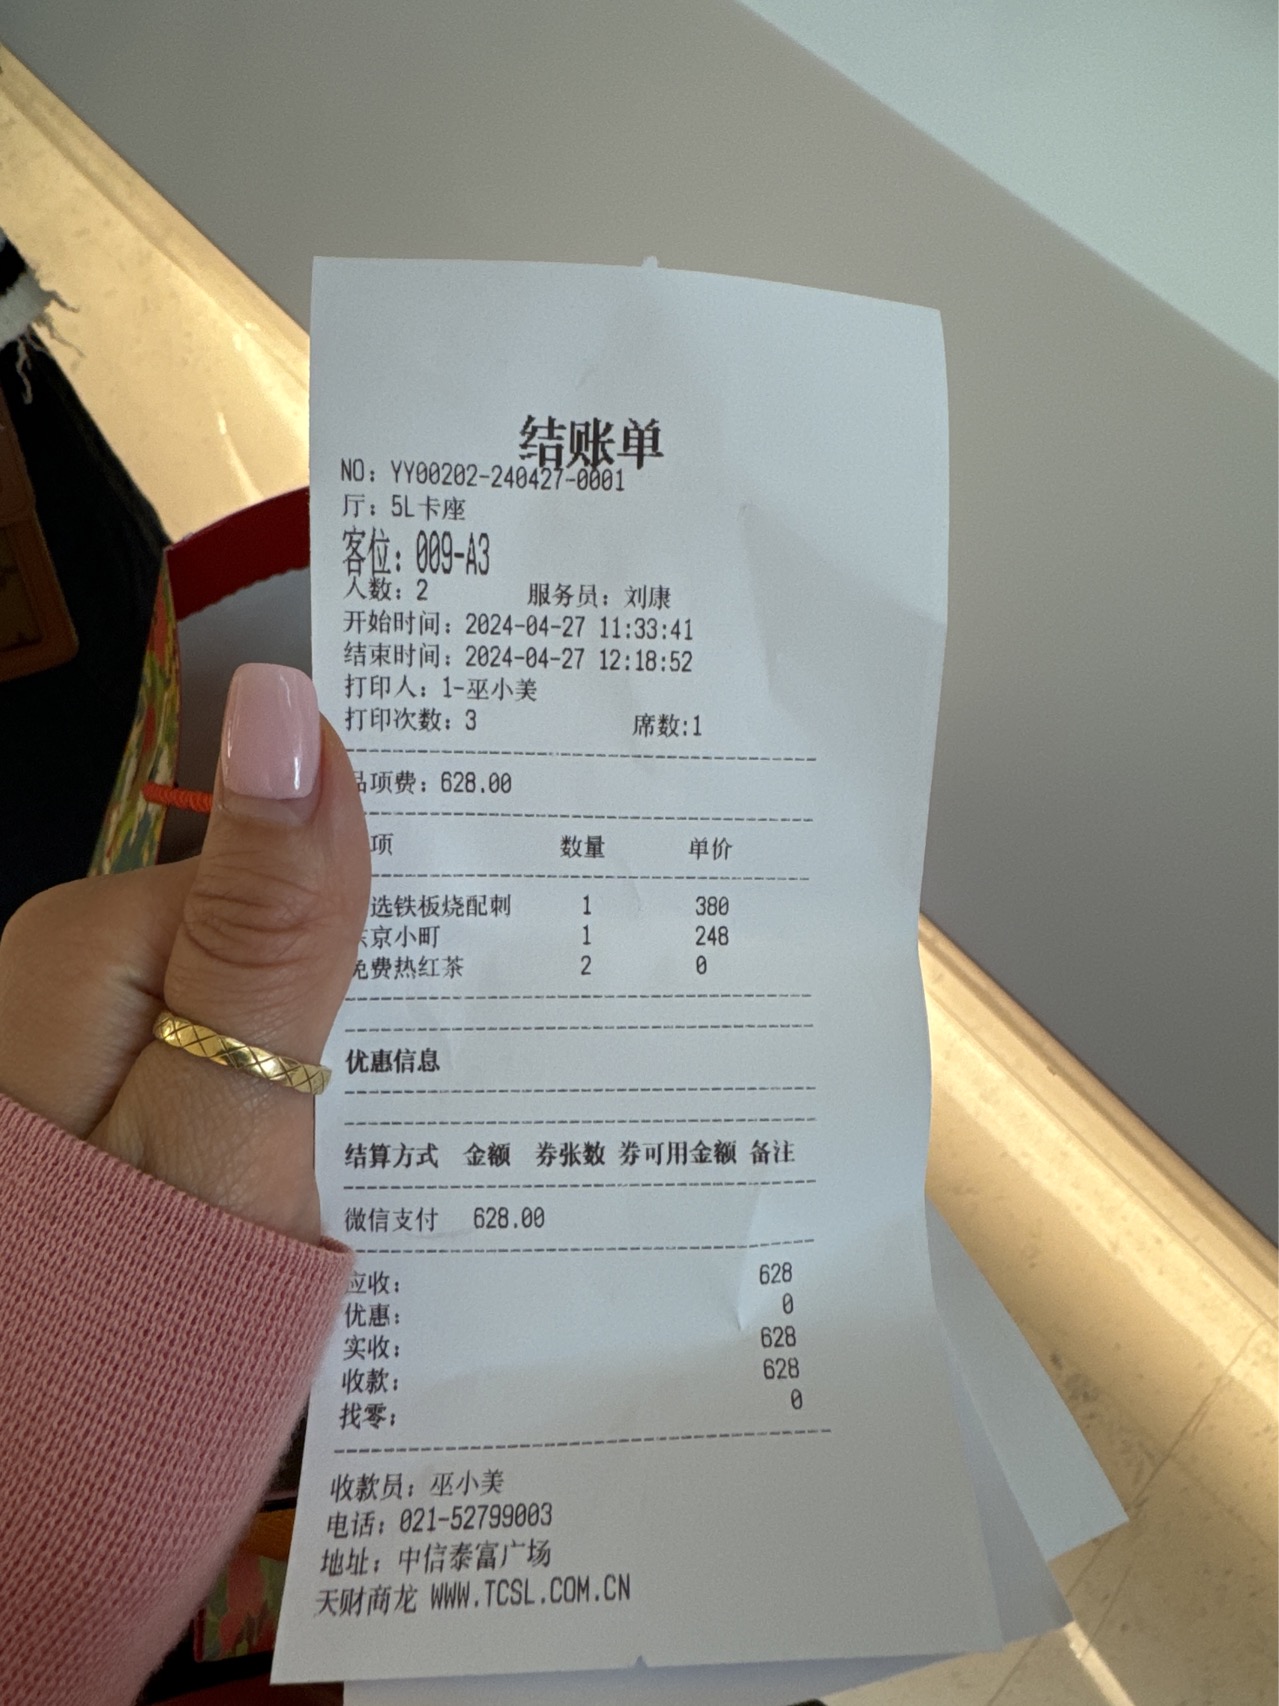 结账单
NO: YY00202-240427-0001
厅: 5L卡座
客位: 009-A3
人数: 2 服务员: 刘康
开始时间: 2024-04-27 11:33:41
结束时间: 2024-04-27 12:18:52
打印人: 1-巫小美
打印次数: 3 席数:1
品项费: 628.00
项 数量 单价
选铁板烧配刺 1 380
东京小町 1 248
免费热红茶 2 0
优惠信息
结算方式 金额 券张数 券可用金额 备注
微信支付 628.00
应收: 628
优惠: 0
实收: 628
收款: 628
找零: 0
收款员: 巫小美
电话: 021-52799003
地址: 中信泰富广场
天财商龙 WWW.TCSL.COM.CN